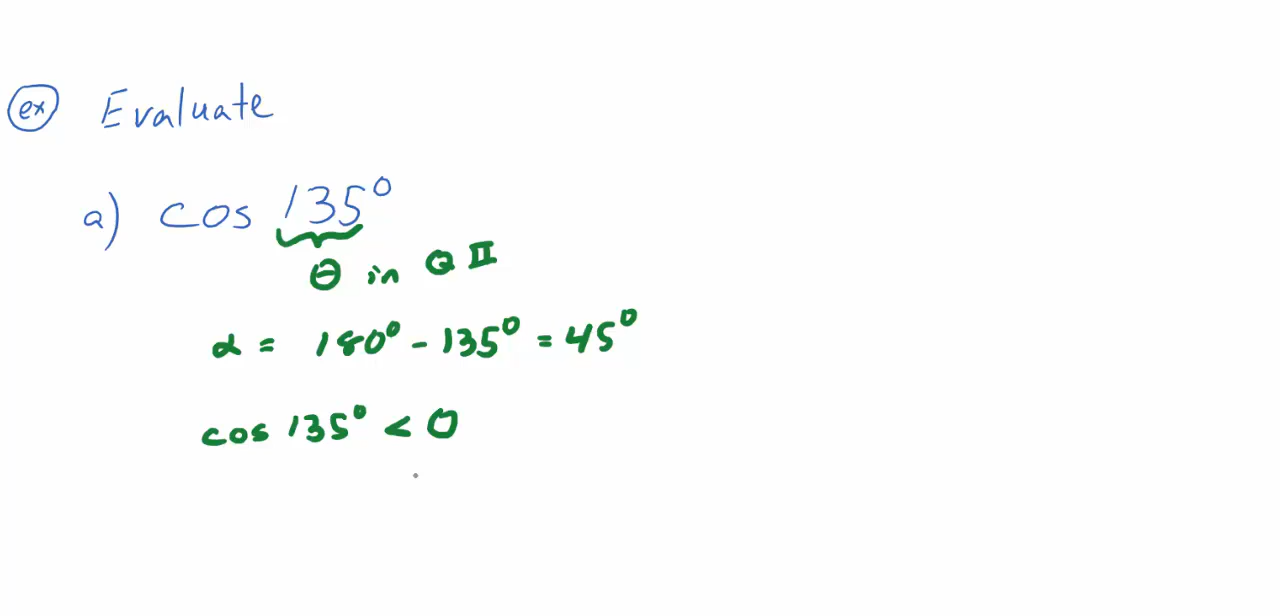 ex Evaluate
a) cos 135°
θ in Q II
α = 180° - 135° = 45°
cos 135° < 0